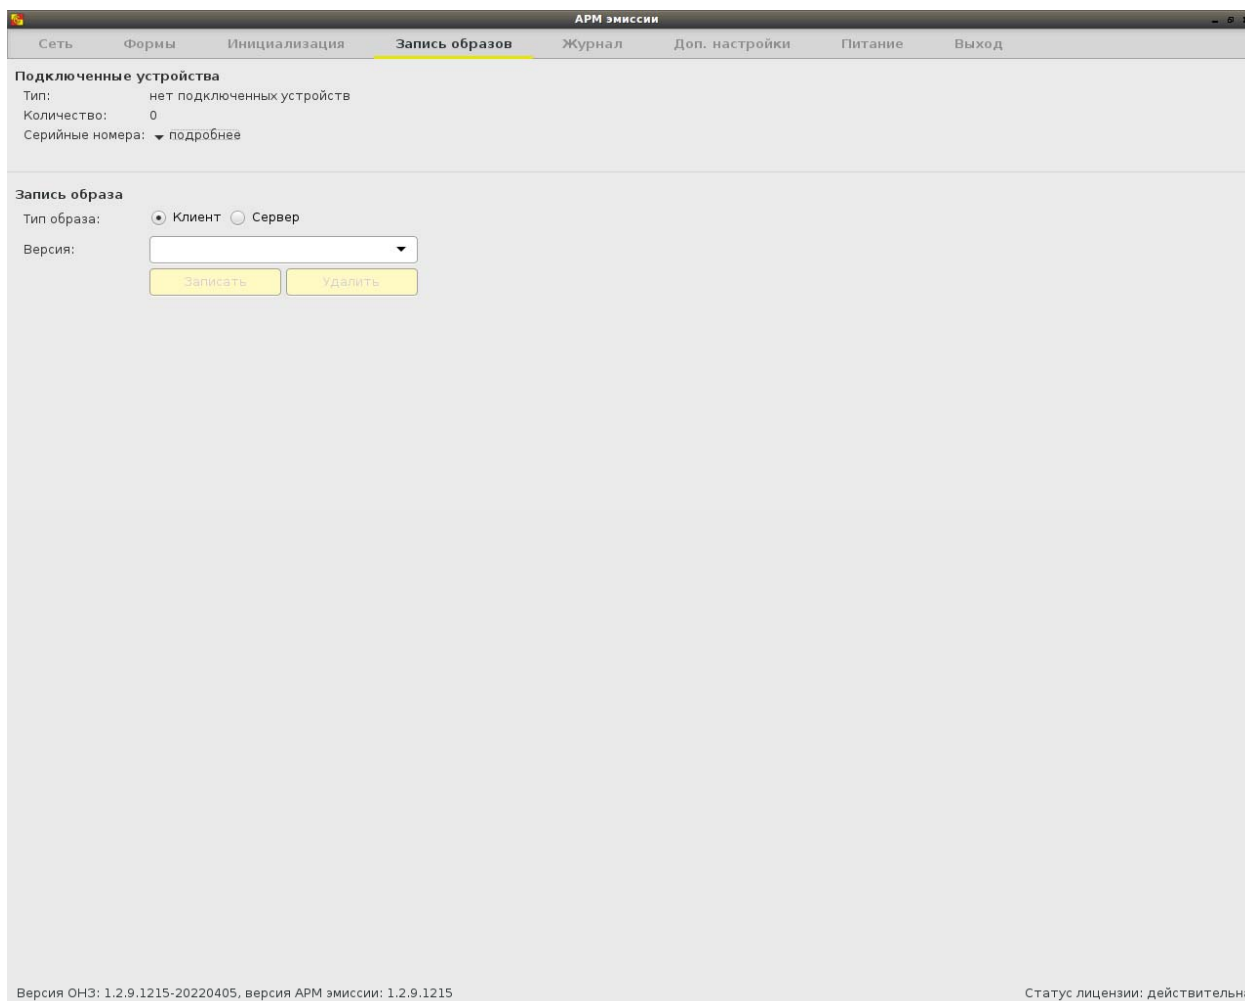 АРМ эмиссии
Сеть Формы Инициализация Запись образов Журнал Доп. настройки Питание Выход
Подключенные устройства
Тип: нет подключенных устройств
Количество: 0
Серийные номера: подробнее
Запись образа
Тип образа: Клиент Сервер
Версия:
Записать Удалить
Версия ОНЗ: 1.2.9.1215-20220405, версия АРМ эмиссии: 1.2.9.1215 Статус лицензии: действительн